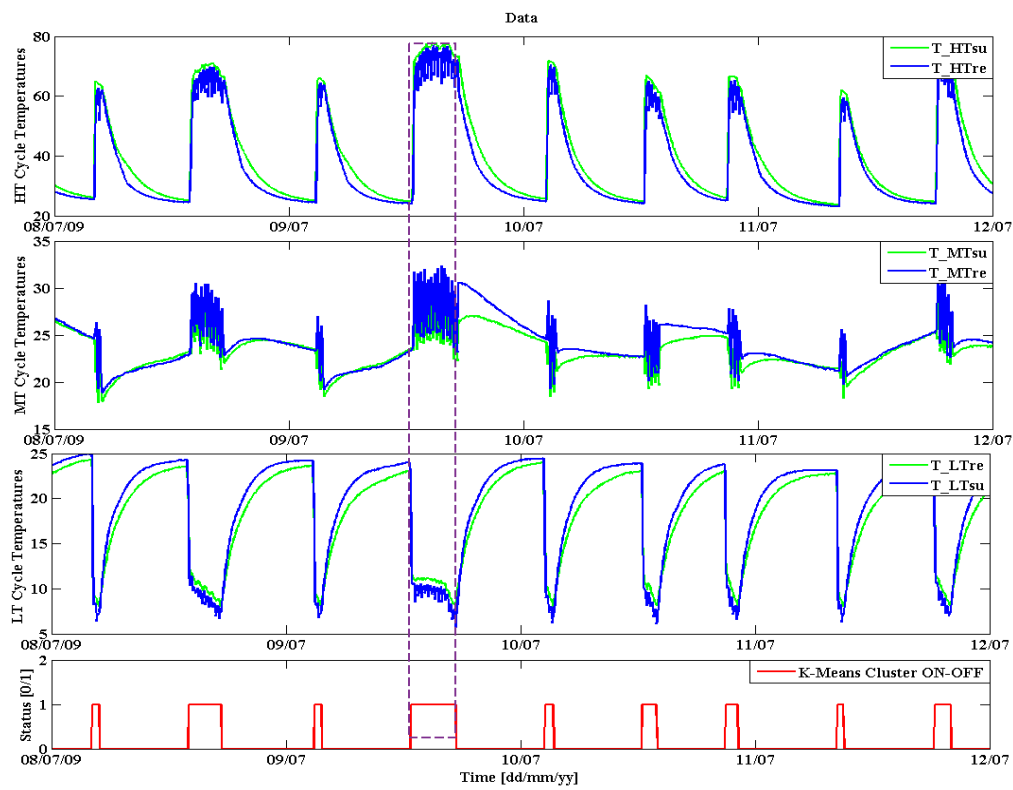 Data
HT Cycle Temperatures
80
60
40
20
T_HTsu
T_HTre
08/07/09 09/07 10/07 11/07 12/07
MT Cycle Temperatures
35
30
25
20
15
T_MTsu
T_MTre
08/07/09 09/07 10/07 11/07 12/07
LT Cycle Temperatures
25
20
15
10
5
T_LTre
T_LTsu
08/07/09 09/07 10/07 11/07 12/07
Status [0/1]
2
1
0
K-Means Cluster ON-OFF
08/07/09 09/07 10/07 11/07 12/07
Time [dd/mm/yy]